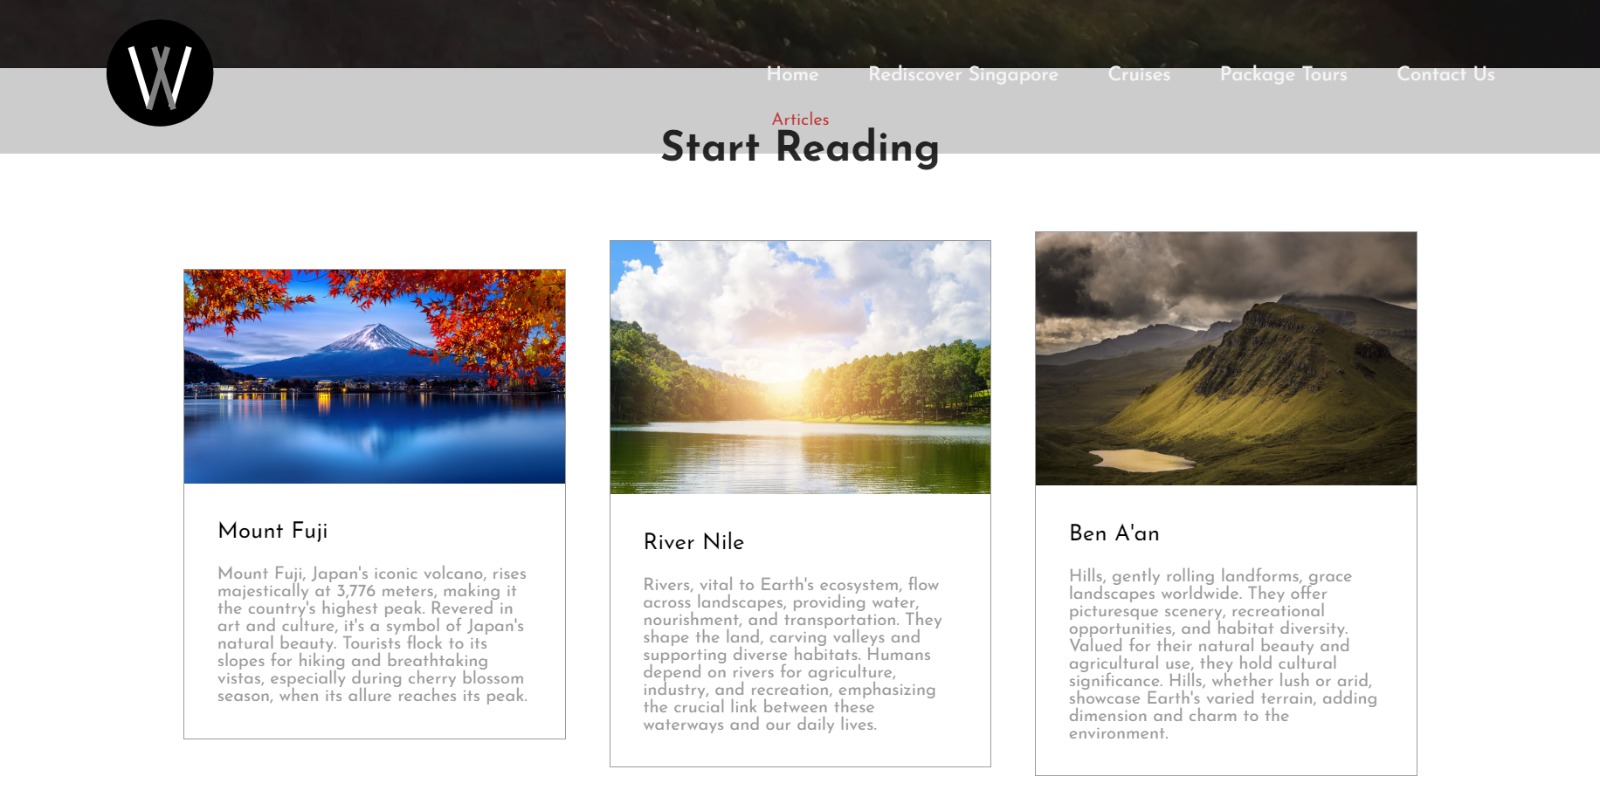 W
Home Rediscover Singapore Cruises Package Tours Contact Us
Articles
Start Reading
Mount Fuji
Mount Fuji, Japan's iconic volcano, rises
majestically at 3,776 meters, making it
the country's highest peak. Revered in
art and culture, it's a symbol of Japan's
natural beauty. Tourists flock to its
slopes for hiking and breathtaking
vistas, especially during cherry blossom
season, when its allure reaches its peak.
River Nile
Rivers, vital to Earth's ecosystem, flow
across landscapes, providing water,
nourishment, and transportation. They
shape the land, carving valleys and
supporting diverse habitats. Humans
depend on rivers for agriculture,
industry, and recreation, emphasizing
the crucial link between these
waterways and our daily lives.
Ben A'an
Hills, gently rolling landforms, grace
landscapes worldwide. They offer
picturesque scenery, recreational
opportunities, and habitat diversity.
Valued for their natural beauty and
agricultural use, they hold cultural
significance. Hills, whether lush or arid,
showcase Earth's varied terrain, adding
dimension and charm to the
environment.